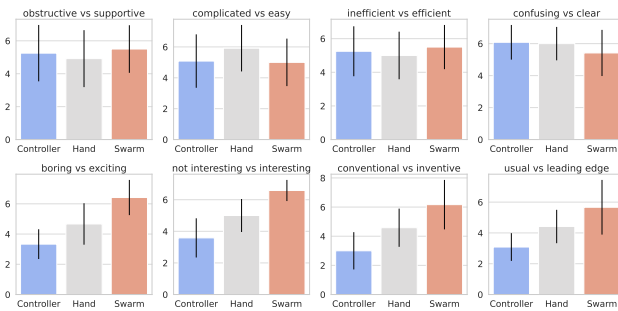 obstructive vs supportive
6
4
2
0
Controller Hand Swarm
complicated vs easy
6
4
2
0
Controller Hand Swarm
inefficient vs efficient
6
4
2
0
Controller Hand Swarm
confusing vs clear
6
4
2
0
Controller Hand Swarm
boring vs exciting
6
4
2
0
Controller Hand Swarm
not interesting vs interesting
6
4
2
0
Controller Hand Swarm
conventional vs inventive
8
6
4
2
0
Controller Hand Swarm
usual vs leading edge
6
4
2
0
Controller Hand Swarm